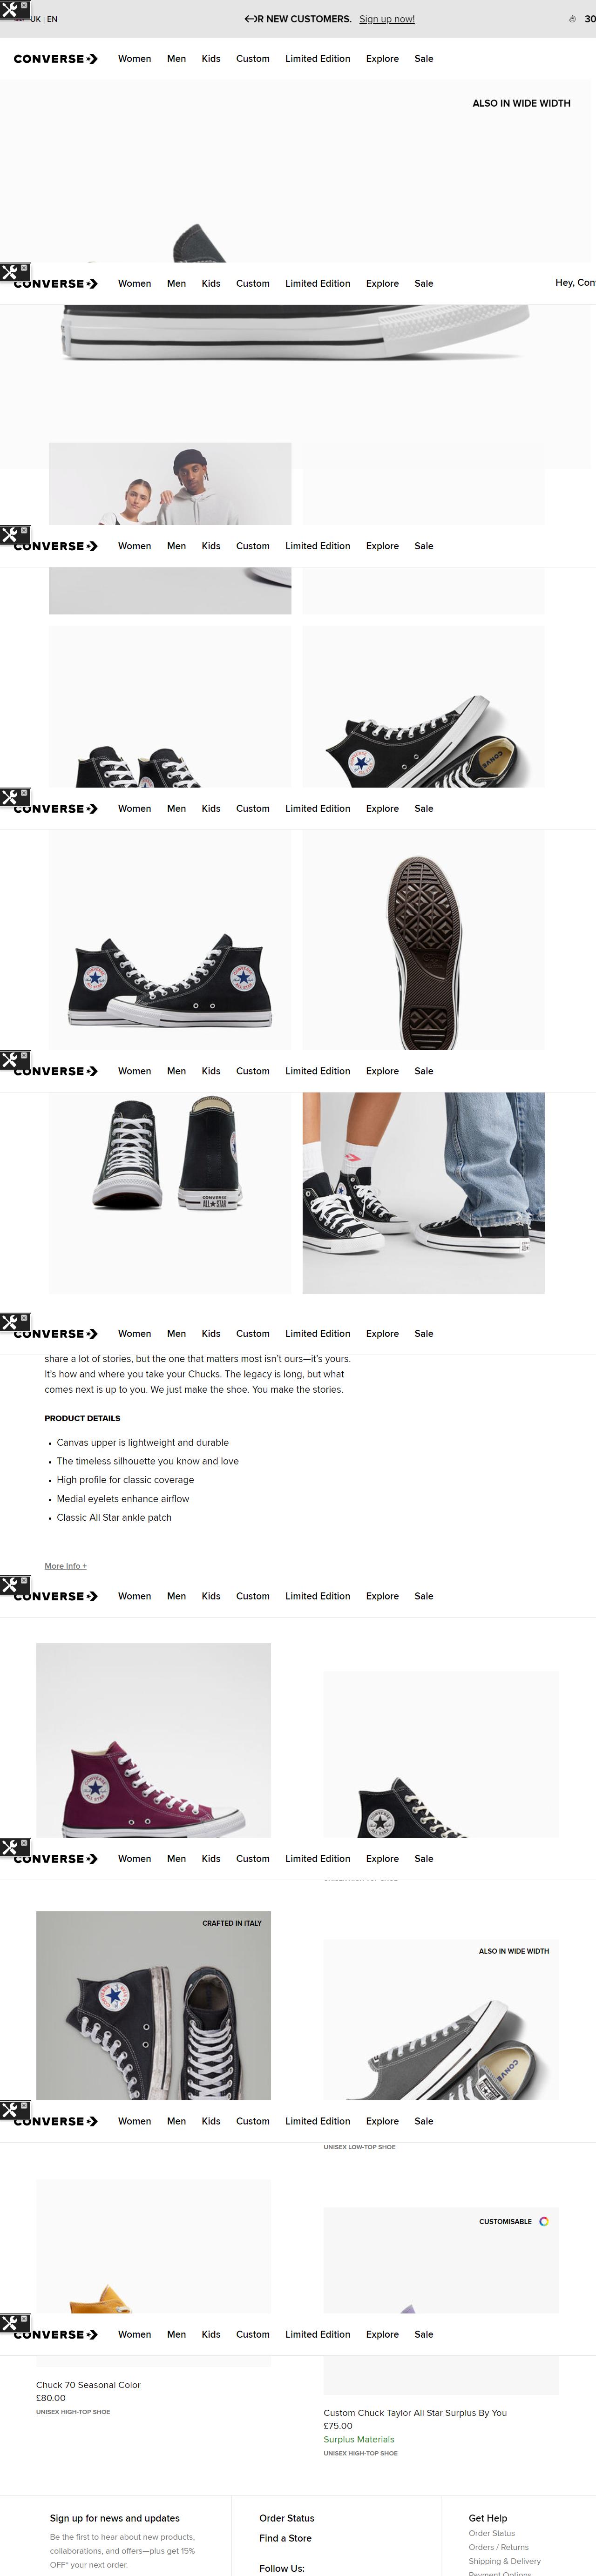 UK | EN
R NEW CUSTOMERS. Sign up now!
30
CONVERSE
Women Men Kids Custom Limited Edition Explore Sale
ALSO IN WIDE WIDTH
CONVERSE
Women Men Kids Custom Limited Edition Explore Sale
Hey, Con
CONVERSE
Women Men Kids Custom Limited Edition Explore Sale
CONVERSE
Women Men Kids Custom Limited Edition Explore Sale
CONVERSE
Women Men Kids Custom Limited Edition Explore Sale
CONVERSE
ALL★STAR
CONVERSE
Women Men Kids Custom Limited Edition Explore Sale
share a lot of stories, but the one that matters most isn't ours—it's yours.
It's how and where you take your Chucks. The legacy is long, but what
comes next is up to you. We just make the shoe. You make the stories.
PRODUCT DETAILS
• Canvas upper is lightweight and durable
• The timeless silhouette you know and love
• High profile for classic coverage
• Medial eyelets enhance airflow
• Classic All Star ankle patch
More Info +
CONVERSE
Women Men Kids Custom Limited Edition Explore Sale
CONVERSE
ALL STAR
CONVERSE
Women Men Kids Custom Limited Edition Explore Sale
CRAFTED IN ITALY
ALSO IN WIDE WIDTH
CONVERSE
Women Men Kids Custom Limited Edition Explore Sale
UNISEX LOW-TOP SHOE
CUSTOMISABLE
CONVERSE
Women Men Kids Custom Limited Edition Explore Sale
Chuck 70 Seasonal Color
£80.00
UNISEX HIGH-TOP SHOE
Custom Chuck Taylor All Star Surplus By You
£75.00
Surplus Materials
UNISEX HIGH-TOP SHOE
Sign up for news and updates
Be the first to hear about new products,
collaborations, and offers—plus get 15%
OFF* your next order.
Order Status
Find a Store
Follow Us:
Get Help
Order Status
Orders / Returns
Shipping & Delivery
Payment Options